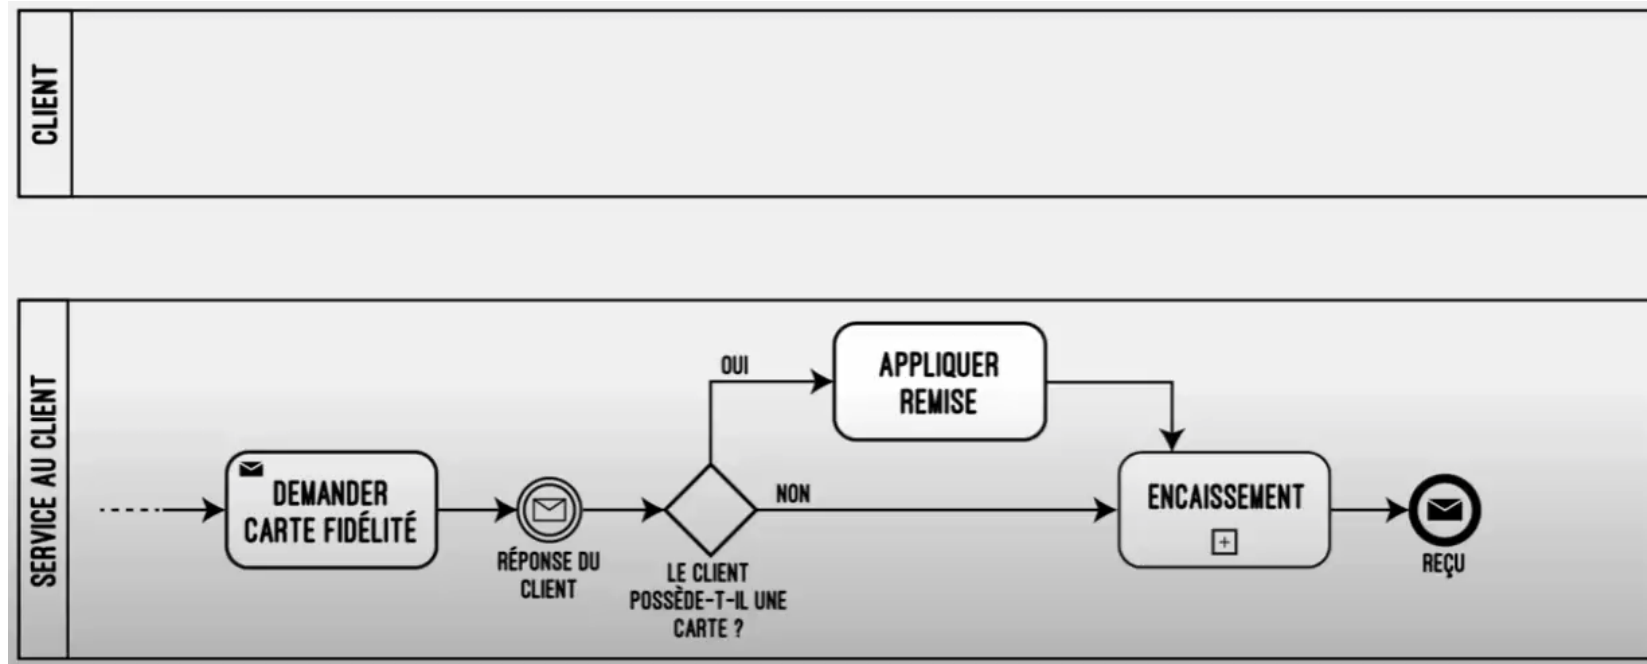 CLIENT
SERVICE AU CLIENT
DEMANDER
CARTE FIDÉLITÉ
RÉPONSE DU
CLIENT
LE CLIENT
POSSÈDE-T-IL UNE
CARTE ?
OUI
NON
APPLIQUER
REMISE
ENCAISSEMENT
REÇU